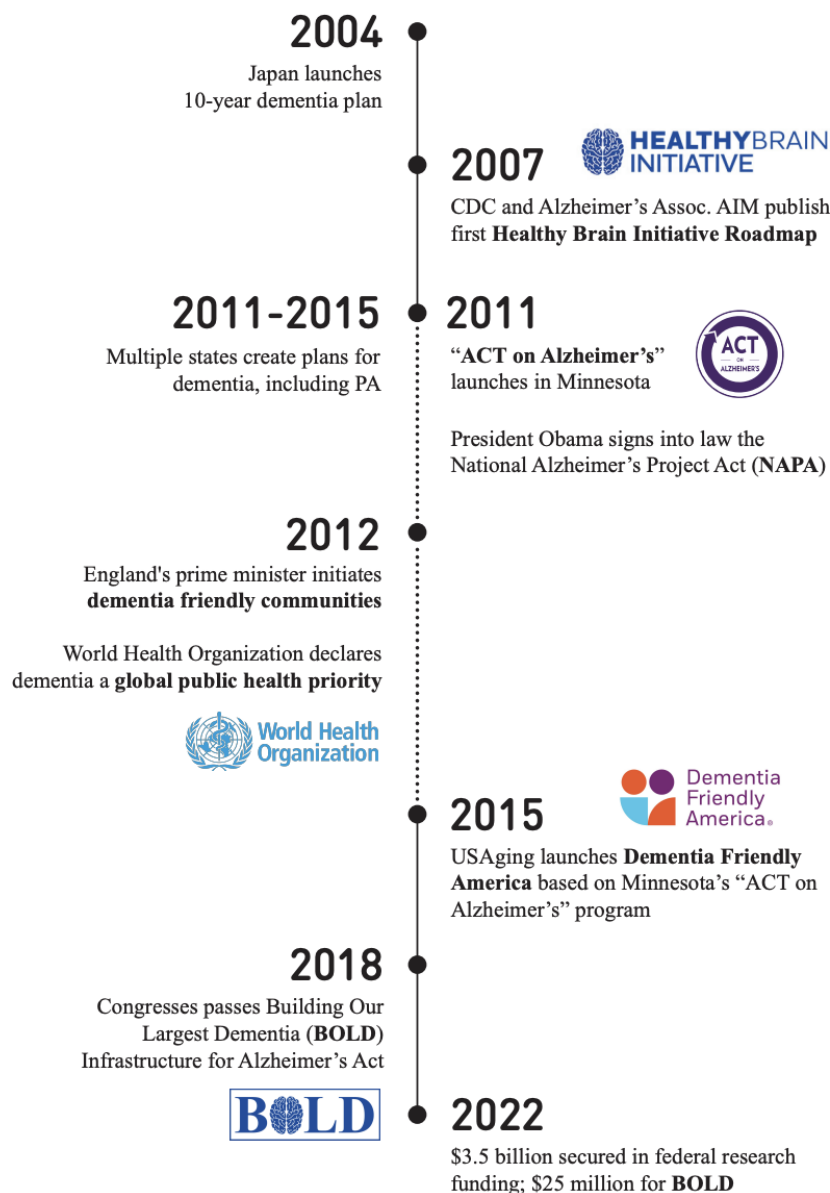 2004
Japan launches
10-year dementia plan
2007
HEALTHYBRAIN
INITIATIVE
CDC and Alzheimer’s Assoc. AIM publish
first Healthy Brain Initiative Roadmap
2011-2015
Multiple states create plans for
dementia, including PA
2011
“ACT on Alzheimer’s”
launches in Minnesota
ACT
ON
ALZHEIMER'S
President Obama signs into law the
National Alzheimer’s Project Act (NAPA)
2012
England's prime minister initiates
dementia friendly communities
World Health Organization declares
dementia a global public health priority
World Health
Organization
2015
Dementia
Friendly
America®
USAging launches Dementia Friendly
America based on Minnesota’s “ACT on
Alzheimer’s” program
2018
Congresses passes Building Our
Largest Dementia (BOLD)
Infrastructure for Alzheimer’s Act
BOLD
2022
$3.5 billion secured in federal research
funding; $25 million for BOLD